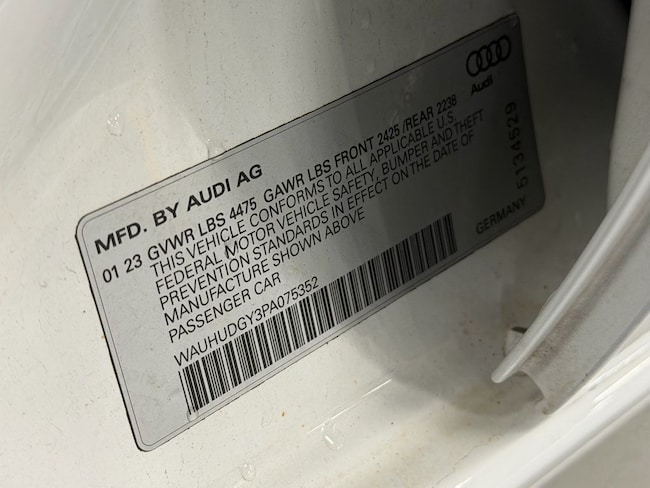 Audi
MFD. BY AUDI AG
01 23 GVWR LBS 4475 GAWR LBS FRONT 2425 /REAR 2238
THIS VEHICLE CONFORMS TO ALL APPLICABLE U.S.
FEDERAL MOTOR VEHICLE SAFETY, BUMPER AND THEFT
PREVENTION STANDARDS IN EFFECT ON THE DATE OF
MANUFACTURE SHOWN ABOVE
PASSENGER CAR
WAUHUDGY3PA075352
GERMANY
5134529